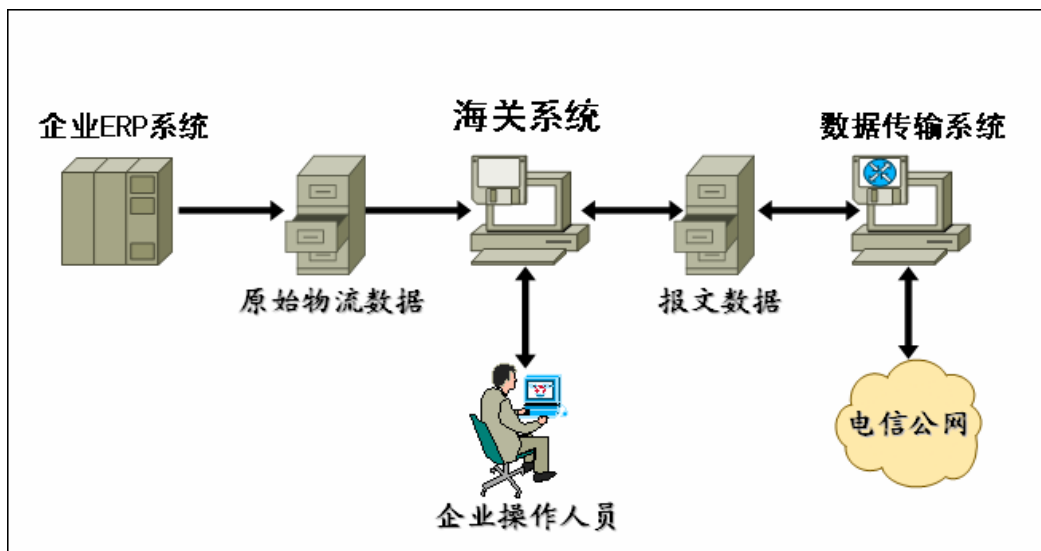 企业ERP系统
海关系统
数据传输系统
原始物流数据
报文数据
电信公网
企业操作人员